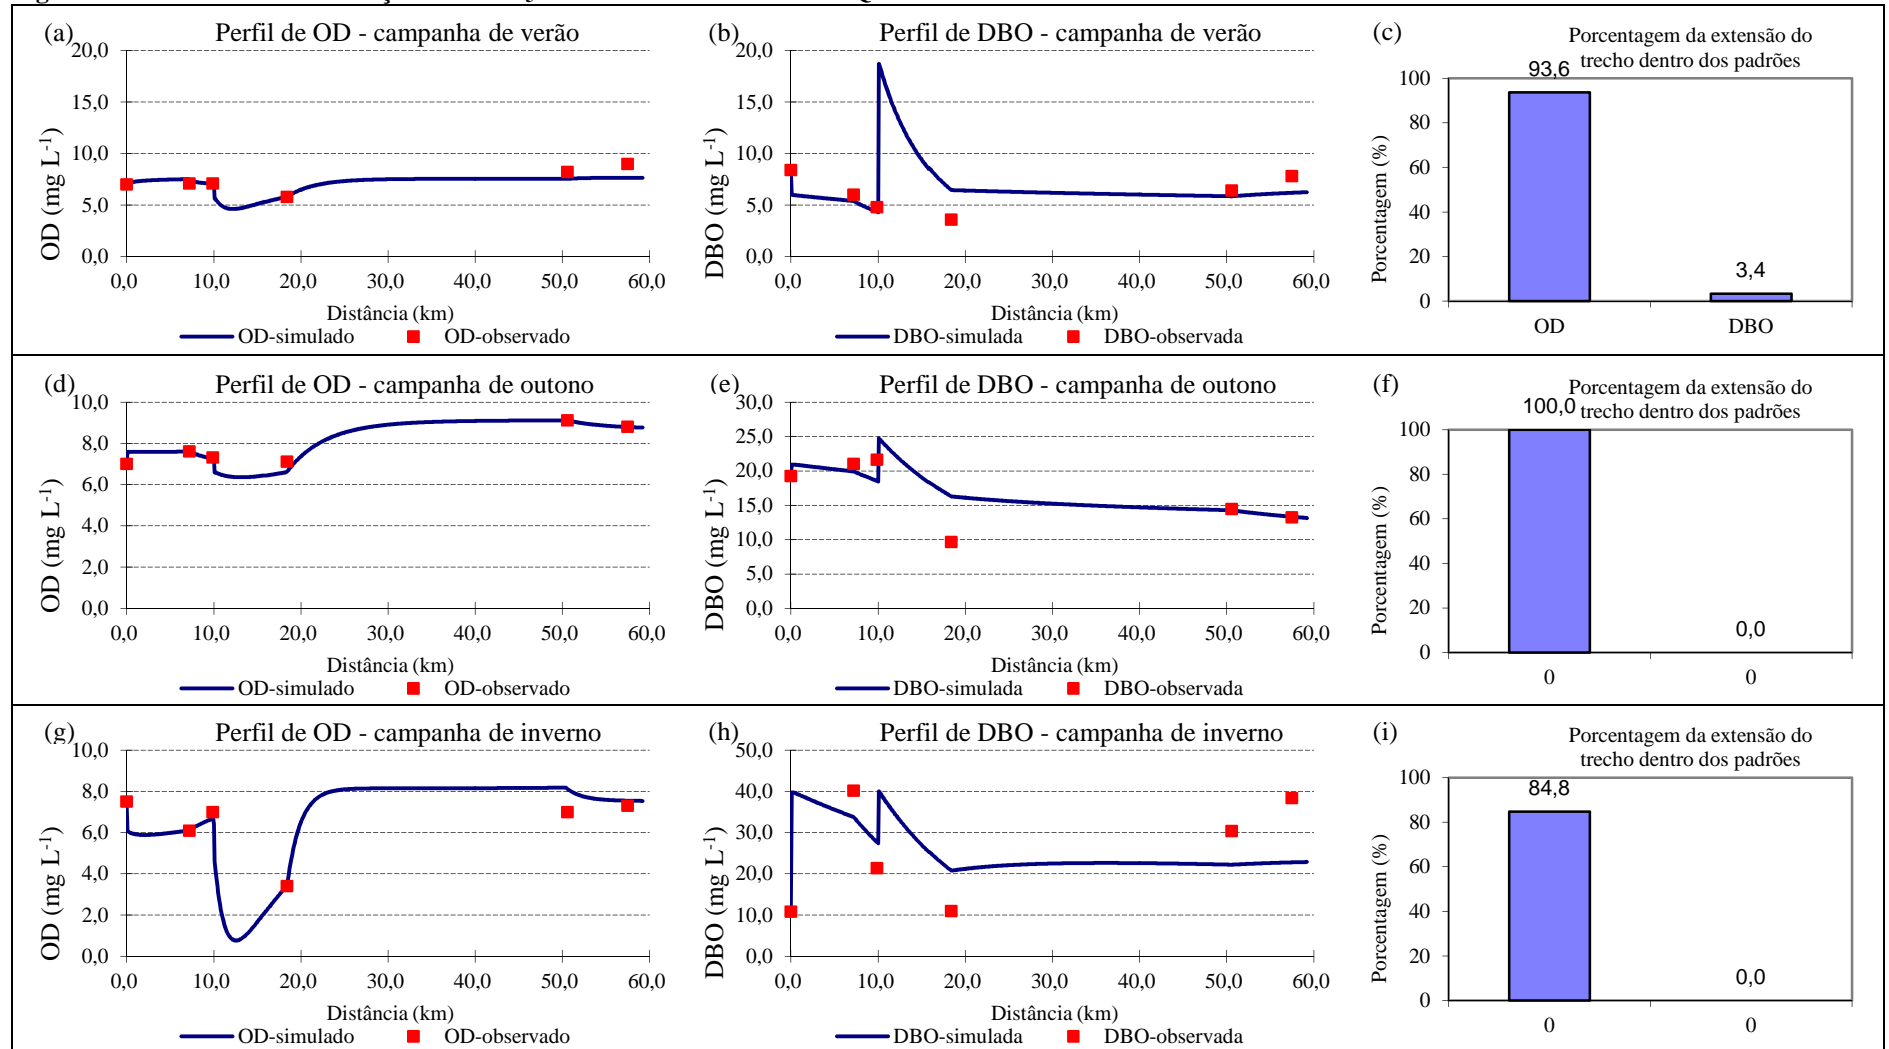 (a) Perfil de OD - campanha de verão
20,0
15,0
10,0
5,0
0,0
OD (mg L-1)
0,0 10,0 20,0 30,0 40,0 50,0 60,0
Distância (km)
OD-simulado OD-observado
(b) Perfil de DBO - campanha de verão
20,0
15,0
10,0
5,0
0,0
DBO (mg L-1)
0,0 10,0 20,0 30,0 40,0 50,0 60,0
Distância (km)
DBO-simulada DBO-observada
(c) Porcentagem da extensão do
trecho dentro dos padrões
100
80
60
40
20
0
Porcentagem (%)
93,6
3,4
OD DBO
(d) Perfil de OD - campanha de outono
10,0
8,0
6,0
4,0
2,0
0,0
OD (mg L-1)
0,0 10,0 20,0 30,0 40,0 50,0 60,0
Distância (km)
OD-simulado OD-observado
(e) Perfil de DBO - campanha de outono
30,0
25,0
20,0
15,0
10,0
5,0
0,0
DBO (mg L-1)
0,0 10,0 20,0 30,0 40,0 50,0 60,0
Distância (km)
DBO-simulada DBO-observada
(f) Porcentagem da extensão do
trecho dentro dos padrões
100
80
60
40
20
0
Porcentagem (%)
100,0
0,0
0 0
(g) Perfil de OD - campanha de inverno
10,0
8,0
6,0
4,0
2,0
0,0
OD (mg L-1)
0,0 10,0 20,0 30,0 40,0 50,0 60,0
Distância (km)
OD-simulado OD-observado
(h) Perfil de DBO - campanha de inverno
50,0
40,0
30,0
20,0
10,0
0,0
DBO (mg L-1)
0,0 10,0 20,0 30,0 40,0 50,0 60,0
Distância (km)
DBO-simulada DBO-observada
(i) Porcentagem da extensão do
trecho dentro dos padrões
100
80
60
40
20
0
Porcentagem (%)
84,8
0,0
0 0